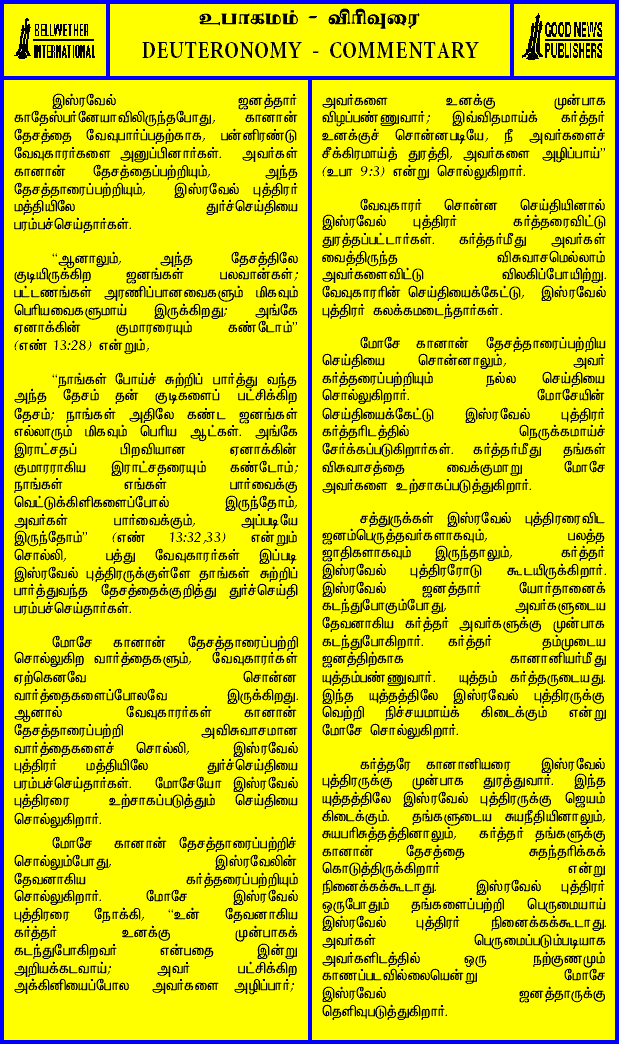 BELLWETHER
INTERNATIONAL
உபாகமம் - விரிவுரை
DEUTERONOMY - COMMENTARY
GOOD NEWS
PUBLISHERS
இஸ்ரவேல் ஜனத்தார்
காதேஸ்பர்னேயாவிலிருந்தபோது, கானான்
தேசத்தை வேவுபார்ப்பதற்காக, பன்னிரண்டு
வேவுகாரர்களை அனுப்பினார்கள். அவர்கள்
கானான் தேசத்தைப்பற்றியும், அந்த
தேசத்தாரைப்பற்றியும், இஸ்ரவேல் புத்திரர்
மத்தியிலே துர்ச்செய்தியை
பரம்பச்செய்தார்கள்.
“ஆனாலும், அந்த தேசத்திலே
குடியிருக்கிற ஜனங்கள் பலவான்கள்;
பட்டணங்கள் அரணிப்பானவைகளும் மிகவும்
பெரியவைகளுமாய் இருக்கிறது; அங்கே
ஏனாக்கின் குமாரரையும் கண்டோம்”
(எண் 13:28) என்றும்,
“நாங்கள் போய்ச் சுற்றிப் பார்த்து வந்த
அந்த தேசம் தன் குடிகளைப் பட்சிக்கிற
தேசம்; நாங்கள் அதிலே கண்ட ஜனங்கள்
எல்லாரும் மிகவும் பெரிய ஆட்கள். அங்கே
இராட்சதப் பிறவியான ஏனாக்கின்
குமாரராகிய இராட்சதரையும் கண்டோம்;
நாங்கள் எங்கள் பார்வைக்கு
வெட்டுக்கிளிகளைப்போல் இருந்தோம்,
அவர்கள் பார்வைக்கும், அப்படியே
இருந்தோம்” (எண் 13:32,33) என்றும்
சொல்லி, பத்து வேவுகாரர்கள் இப்படி
இஸ்ரவேல் புத்திரருக்குள்ளே தாங்கள் சுற்றிப்
பார்த்துவந்த தேசத்தைக்குறித்து துர்ச்செய்தி
பரம்பச்செய்தார்கள்.
மோசே கானான் தேசத்தாரைப்பற்றி
சொல்லுகிற வார்த்தைகளும், வேவுகாரர்கள்
ஏற்கெனவே சொன்ன
வார்த்தைகளைப்போலவே இருக்கிறது.
ஆனால் வேவுகாரர்கள் கானான்
தேசத்தாரைப்பற்றி அவிசுவாசமான
வார்த்தைகளைச் சொல்லி, இஸ்ரவேல்
புத்திரர் மத்தியிலே துர்ச்செய்தியை
பரம்பச்செய்தார்கள். மோசேயோ இஸ்ரவேல்
புத்திரரை உற்சாகப்படுத்தும் செய்தியை
சொல்லுகிறார்.
மோசே கானான் தேசத்தாரைப்பற்றிச்
சொல்லும்போது, இஸ்ரவேலின்
தேவனாகிய கர்த்தரைப்பற்றியும்
சொல்லுகிறார். மோசே இஸ்ரவேல்
புத்திரரை நோக்கி, “உன் தேவனாகிய
கர்த்தர் உனக்கு முன்பாகக்
கடந்துபோகிறவர் என்பதை இன்று
அறியக்கடவாய்; அவர் பட்சிக்கிற
அக்கினியைப்போல அவர்களை அழிப்பார்;
அவர்களை உனக்கு முன்பாக
விழப்பண்ணுவார்; இவ்விதமாய்க் கர்த்தர்
உனக்குச் சொன்னபடியே, நீ அவர்களைச்
சீக்கிரமாய்த் துரத்தி, அவர்களை அழிப்பாய்”
(உபா 9:3) என்று சொல்லுகிறார்.
வேவுகாரர் சொன்ன செய்தியினால்
இஸ்ரவேல் புத்திரர் கர்த்தரைவிட்டு
துரத்தப்பட்டார்கள். கர்த்தர்மீது அவர்கள்
வைத்திருந்த விசுவாசமெல்லாம்
அவர்களைவிட்டு விலகிப்போயிற்று.
வேவுகாரரின் செய்தியைக்கேட்டு, இஸ்ரவேல்
புத்திரர் கலக்கமடைந்தார்கள்.
மோசே கானான் தேசத்தாரைப்பற்றிய
செய்தியை சொன்னாலும், அவர்
கர்த்தரைப்பற்றியும் நல்ல செய்தியை
சொல்லுகிறார். மோசேயின்
செய்தியைக்கேட்டு இஸ்ரவேல் புத்திரர்
கர்த்தரிடத்தில் நெருக்கமாய்ச்
சேர்க்கப்படுகிறார்கள். கர்த்தர்மீது தங்கள்
விசுவாசத்தை வைக்குமாறு மோசே
அவர்களை உற்சாகப்படுத்துகிறார்.
சத்துருக்கள் இஸ்ரவேல் புத்திரரைவிட
ஜனம்பெருத்தவர்களாகவும், பலத்த
ஜாதிகளாகவும் இருந்தாலும், கர்த்தர்
இஸ்ரவேல் புத்திரரோடு கூடயிருக்கிறார்.
இஸ்ரவேல் ஜனத்தார் யோர்தானைக்
கடந்துபோகும்போது, அவர்களுடைய
தேவனாகிய கர்த்தர் அவர்களுக்கு முன்பாக
கடந்துபோகிறார். கர்த்தர் தம்முடைய
ஜனத்திற்காக கானானியர்மீது
யுத்தம்பண்ணுவார். யுத்தம் கர்த்தருடையது.
இந்த யுத்தத்திலே இஸ்ரவேல் புத்திரருக்கு
வெற்றி நிச்சயமாய்க் கிடைக்கும் என்று
மோசே சொல்லுகிறார்.
கர்த்தரே கானானியரை இஸ்ரவேல்
புத்திரருக்கு முன்பாக துரத்துவார். இந்த
யுத்தத்திலே இஸ்ரவேல் புத்திரருக்கு ஜெயம்
கிடைக்கும். தங்களுடைய சுயநீதியினாலும்,
சுயபரிசுத்தத்தினாலும், கர்த்தர் தங்களுக்கு
கானான் தேசத்தை சுதந்தரிக்கக்
கொடுத்திருக்கிறார் என்று
நினைக்கக்கூடாது. இஸ்ரவேல் புத்திரர்
ஒருபோதும் தங்களைப்பற்றி பெருமையாய்
இஸ்ரவேல் புத்திரர் நினைக்கக்கூடாது.
அவர்கள் பெருமைப்படும்படியாக
அவர்களிடத்தில் ஒரு நற்குணமும்
காணப்படவில்லையென்று மோசே
இஸ்ரவேல் ஜனத்தாருக்கு
தெளிவுபடுத்துகிறார்.